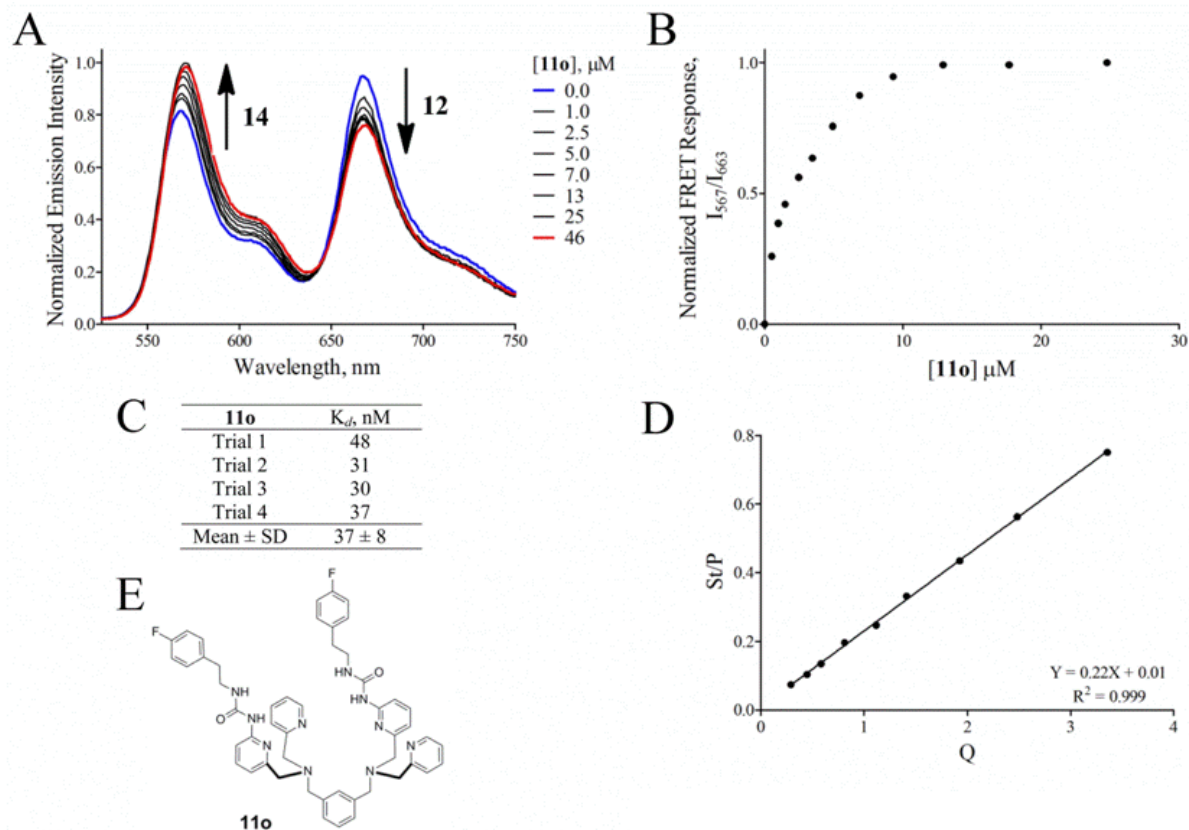 A
Normalized Emission Intensity
1.0
0.8
0.6
0.4
0.2
0.0
14
12
550
600
650
700
750
Wavelength, nm
[11o], μM
0.0
1.0
2.5
5.0
7.0
13
25
46
B
Normalized FRET Response,
I567/I663
1.0
0.5
0.0
0
10
20
30
[11o] μM
C
11o Kd, nM
Trial 1 48
Trial 2 31
Trial 3 30
Trial 4 37
Mean ± SD 37 ± 8
D
St/P
0.8
0.6
0.4
0.2
0.0
0
1
2
3
4
Q
Y = 0.22X + 0.01
R² = 0.999
E
F
F
HN
O
HN
NH
O
NH
N
N
N
N
N
N
11o